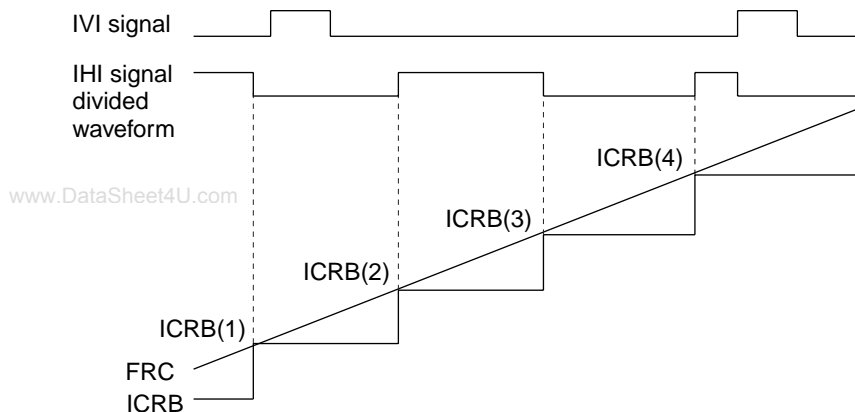 IVI signal
IHI signal
divided
waveform
ICRB(4)
www.DataSheet4U.com
ICRB(3)
ICRB(2)
ICRB(1)
FRC
ICRB